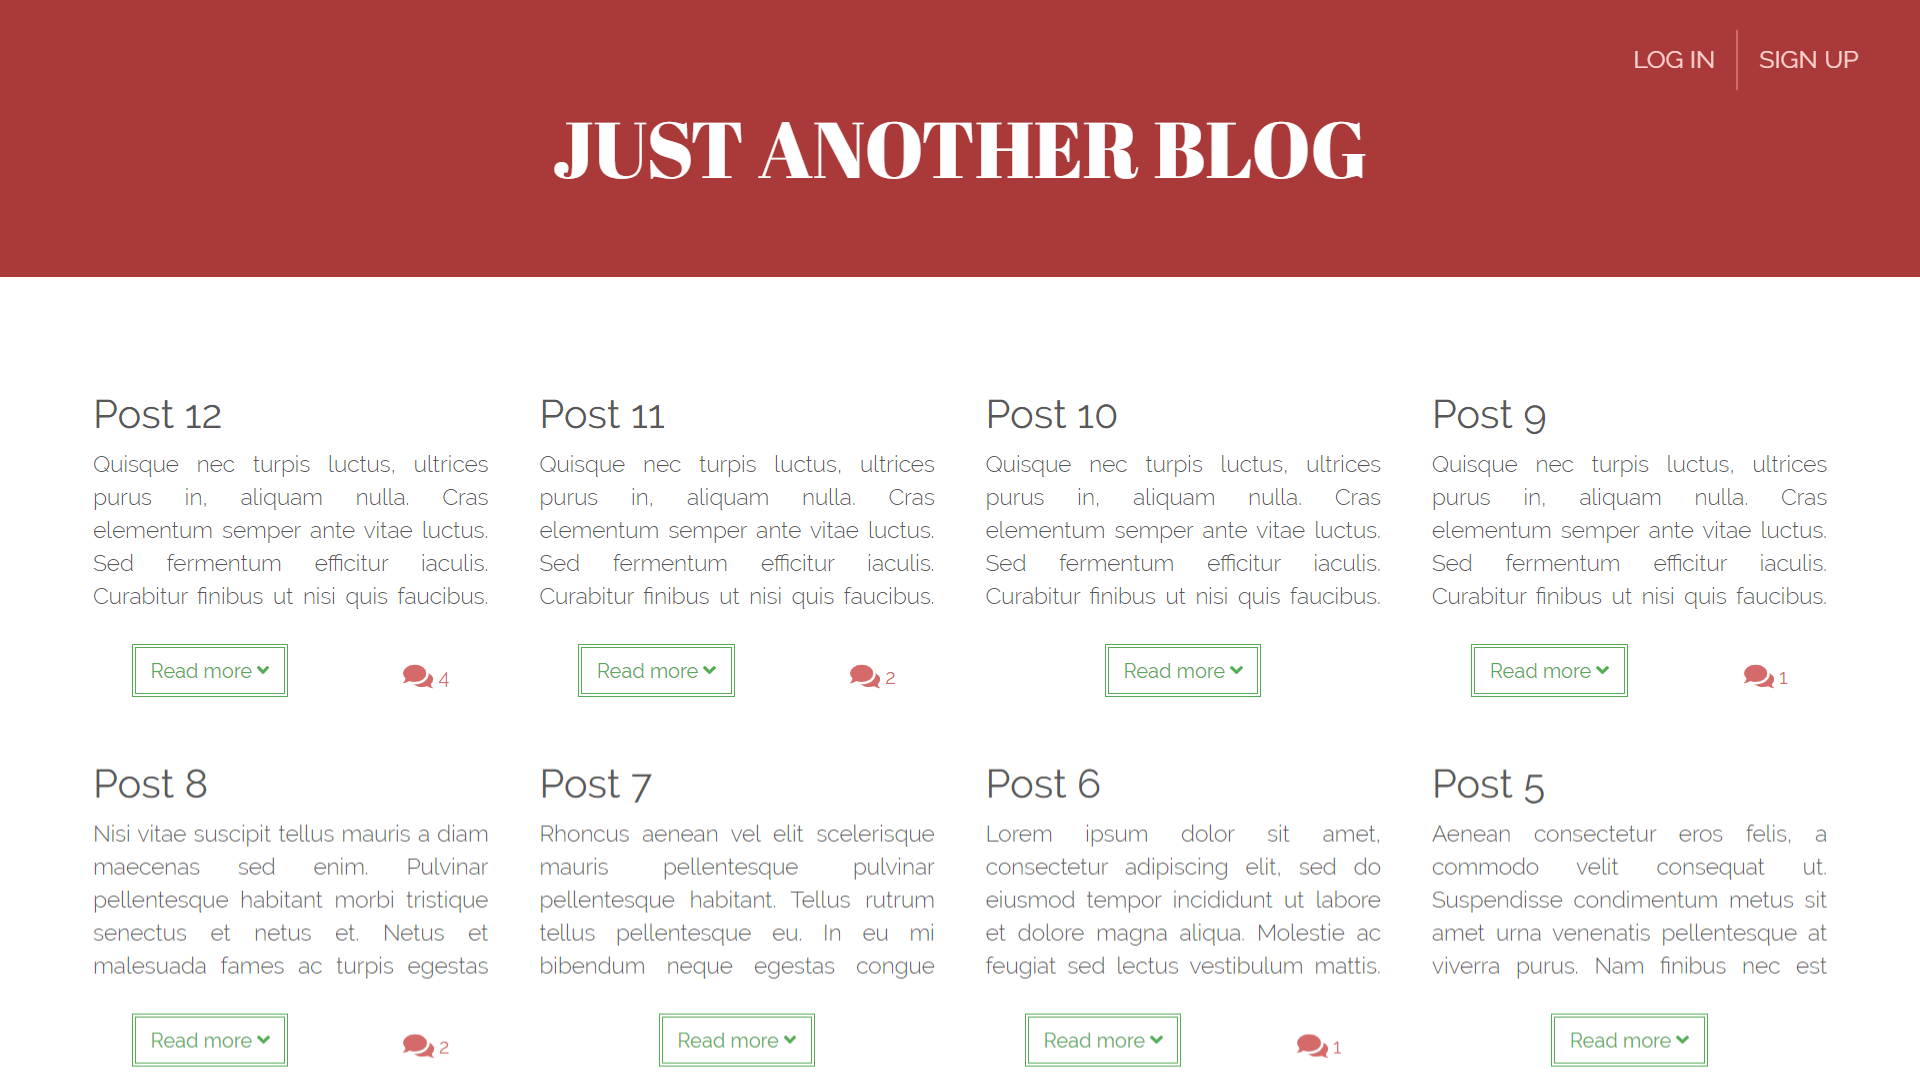 LOG IN
SIGN UP
JUST ANOTHER BLOG
Post 12
Quisque nec turpis luctus, ultrices
purus in, aliquam nulla. Cras
elementum semper ante vitae luctus.
Sed fermentum efficitur iaculis.
Curabitur finibus ut nisi quis faucibus.
Read more
4
Post 11
Quisque nec turpis luctus, ultrices
purus in, aliquam nulla. Cras
elementum semper ante vitae luctus.
Sed fermentum efficitur iaculis.
Curabitur finibus ut nisi quis faucibus.
Read more
2
Post 10
Quisque nec turpis luctus, ultrices
purus in, aliquam nulla. Cras
elementum semper ante vitae luctus.
Sed fermentum efficitur iaculis.
Curabitur finibus ut nisi quis faucibus.
Read more
Post 9
Quisque nec turpis luctus, ultrices
purus in, aliquam nulla. Cras
elementum semper ante vitae luctus.
Sed fermentum efficitur iaculis.
Curabitur finibus ut nisi quis faucibus.
Read more
1
Post 8
Nisi vitae suscipit tellus mauris a diam
maecenas sed enim. Pulvinar
pellentesque habitant morbi tristique
senectus et netus et. Netus et
malesuada fames ac turpis egestas
Read more
2
Post 7
Rhoncus aenean vel elit scelerisque
mauris pellentesque pulvinar
pellentesque habitant. Tellus rutrum
tellus pellentesque eu. In eu mi
bibendum neque egestas congue
Read more
Post 6
Lorem ipsum dolor sit amet,
consectetur adipiscing elit, sed do
eiusmod tempor incididunt ut labore
et dolore magna aliqua. Molestie ac
feugiat sed lectus vestibulum mattis.
Read more
1
Post 5
Aenean consectetur eros felis, a
commodo velit consequat ut.
Suspendisse condimentum metus sit
amet urna venenatis pellentesque at
viverra purus. Nam finibus nec est
Read more